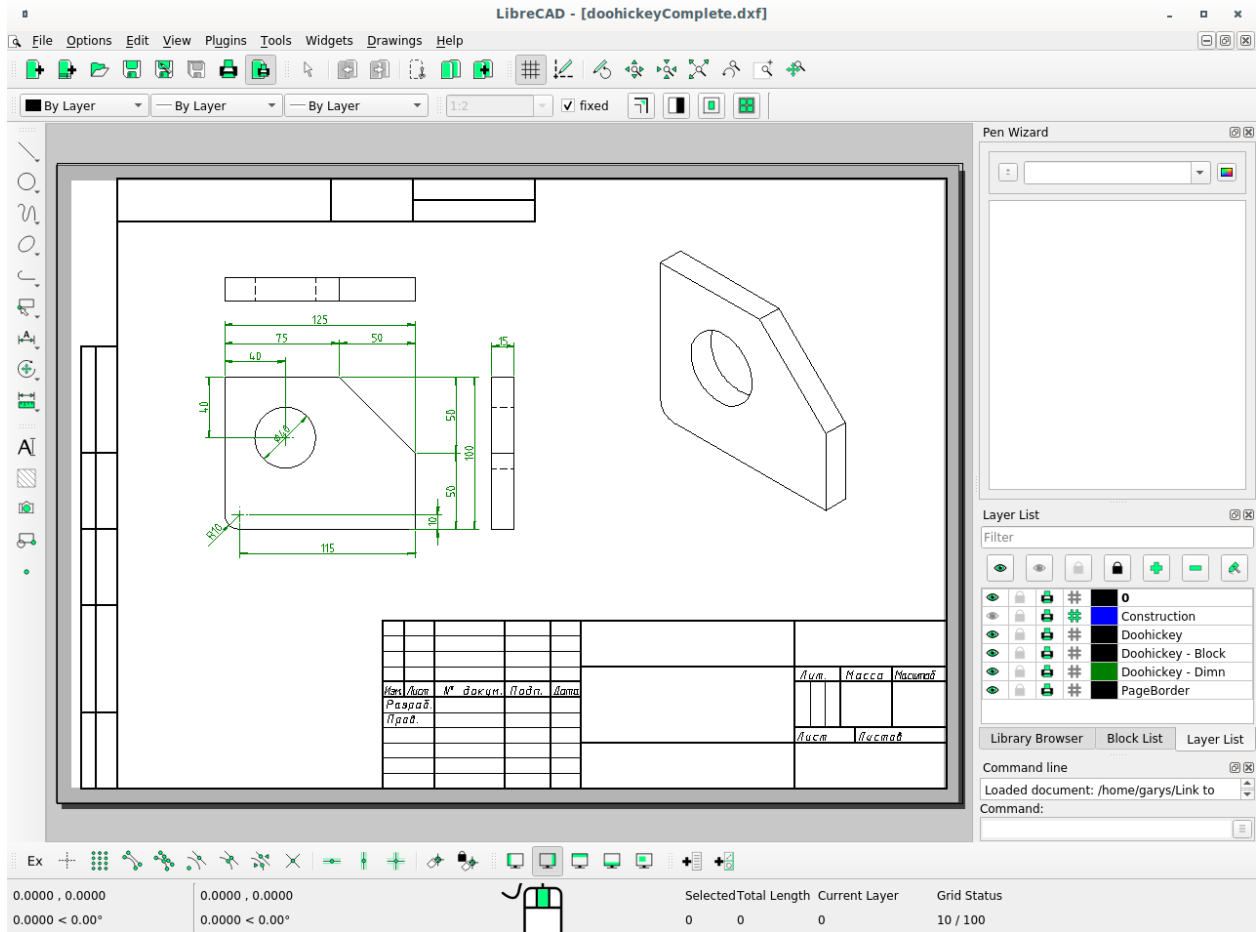 LibreCAD - [doohickeyComplete.dxf]
File Options Edit View Plugins Tools Widgets Drawings Help
By Layer By Layer By Layer 1:2 fixed
Pen Wizard
125
75 50
40
15
40
50
100
Ø40
50
10
R10
115
Лит. Масса Масштаб
Изм. Лист № докум. Подп. Дата
Разраб.
Пров.
Лист Листов
Layer List
Filter
0
Construction
Doohickey
Doohickey - Block
Doohickey - Dimn
PageBorder
Library Browser Block List Layer List
Command line
Loaded document: /home/garys/Link to
Command:
Ex
0.0000 , 0.0000 0.0000 , 0.0000 Selected Total Length Current Layer Grid Status
0.0000 < 0.00° 0.0000 < 0.00° 0 0 0 10 / 100